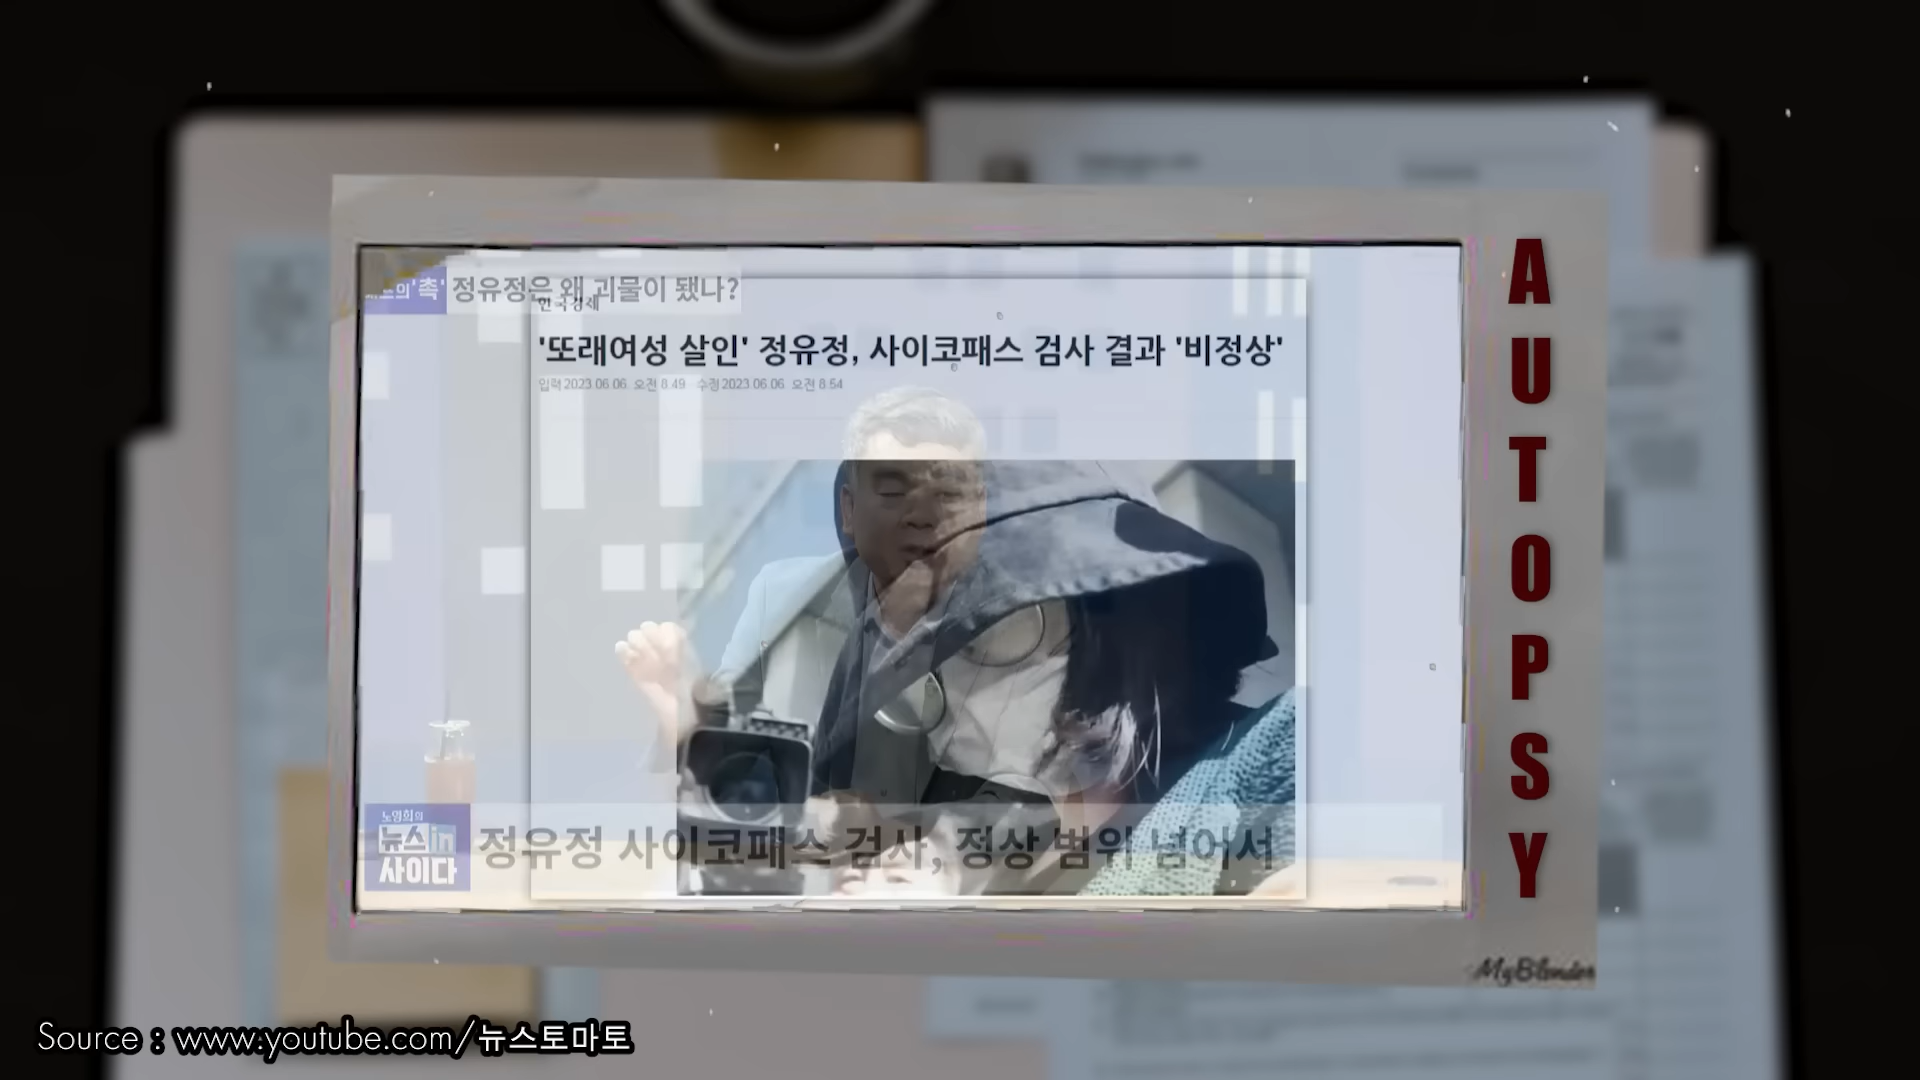 '촉' 정유정은 왜 괴물이 됐나?
한국경제
'또래여성 살인' 정유정, 사이코패스 검사 결과 '비정상'
입력 2023.06.06. 오전 8:49 수정 2023.06.06. 오전 8:54
AUTOPSY
노영희의
뉴스in
사이다
정유정 사이코패스 검사, 정상 범위 넘어서
MyBlender
Source : www.youtube.com/뉴스토마토